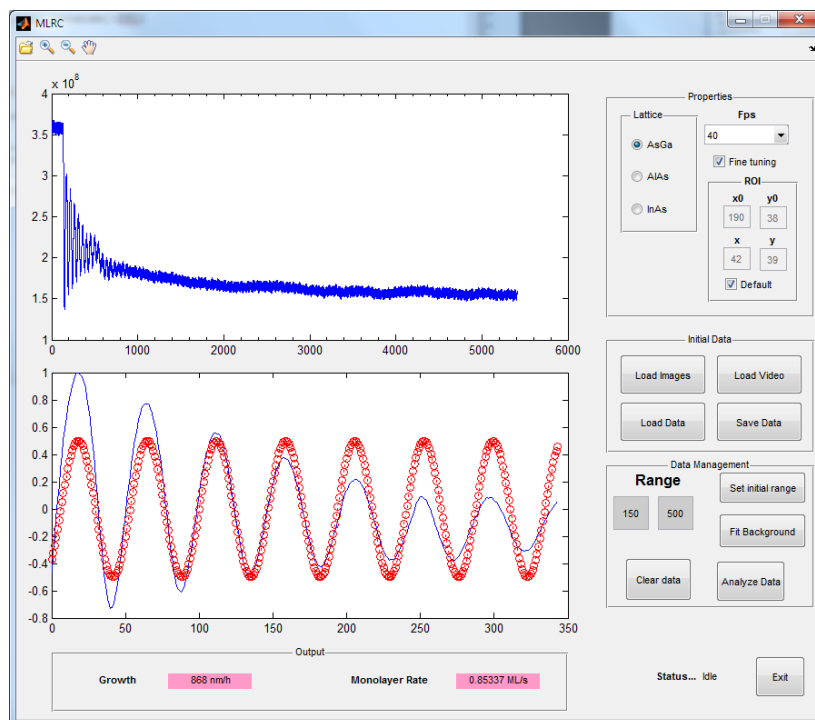 MLRC
x 10^8
4
3.5
3
2.5
2
1.5
1
0 1000 2000 3000 4000 5000 6000
1
0.8
0.6
0.4
0.2
0
-0.2
-0.4
-0.6
-0.8
0 50 100 150 200 250 300 350
Output
Growth 868 nm/h Monolayer Rate 0.85337 ML/s
Properties
Lattice
AsGa
AlAs
InAs
Fps
40
Fine tuning
ROI
x0 y0
190 38
x y
42 39
Default
Initial Data
Load Images Load Video
Load Data Save Data
Data Management
Range
150 500
Set initial range
Fit Background
Clear data Analyze Data
Status... Idle
Exit